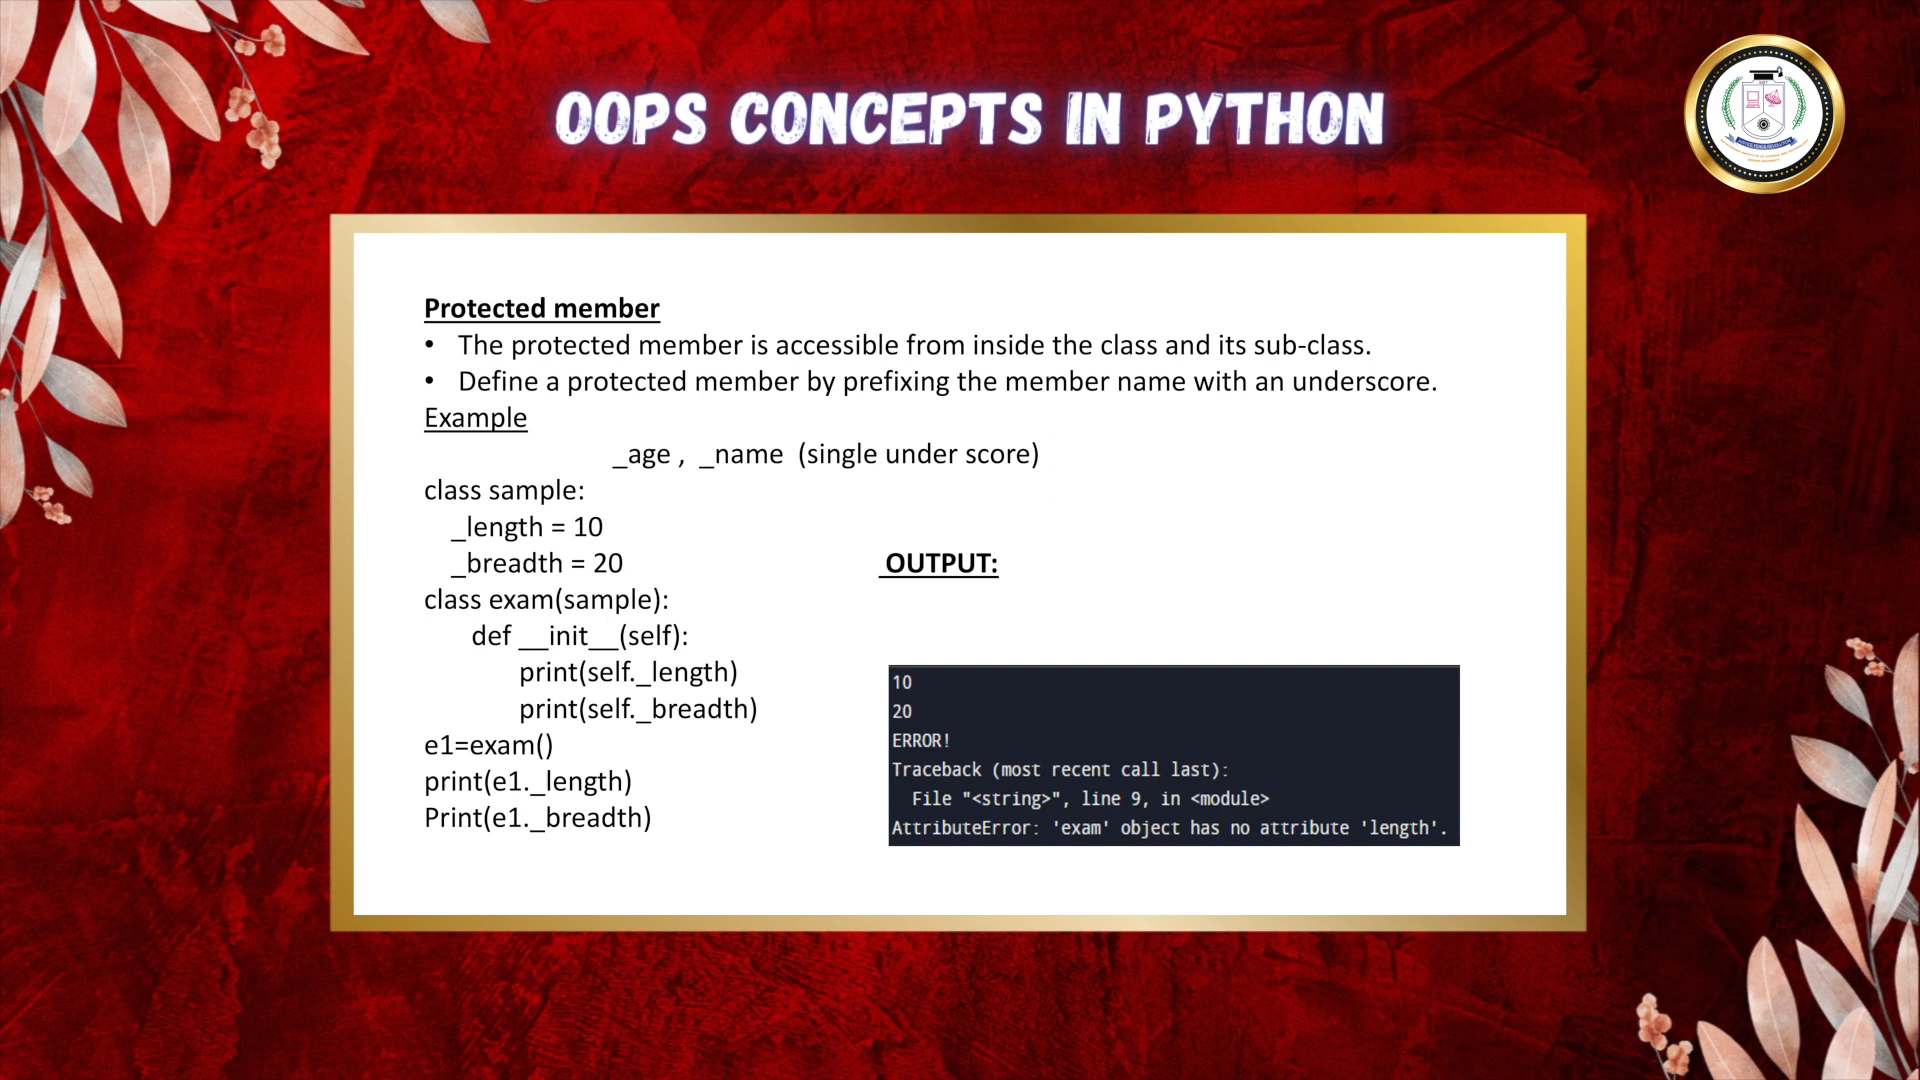 OOPS CONCEPTS IN PYTHON
Protected member
• The protected member is accessible from inside the class and its sub-class.
• Define a protected member by prefixing the member name with an underscore.
Example
_age , _name (single under score)
class sample:
_length = 10
_breadth = 20
OUTPUT:
class exam(sample):
def __init__(self):
print(self._length)
print(self._breadth)
e1=exam()
print(e1._length)
Print(e1._breadth)
10
20
ERROR!
Traceback (most recent call last):
File "<string>", line 9, in <module>
AttributeError: 'exam' object has no attribute 'length'.